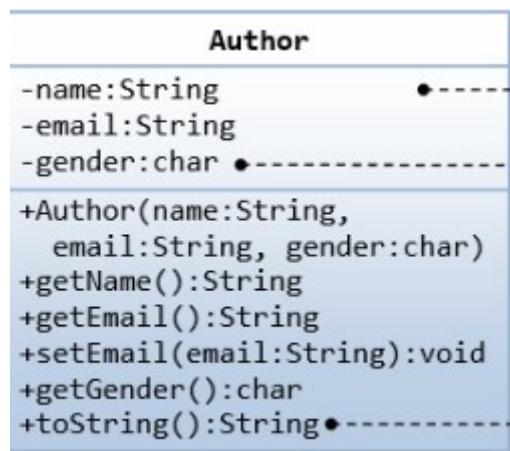 Author
-name:String
-email:String
-gender:char
+Author(name:String,
email:String, gender:char)
+getName():String
+getEmail():String
+setEmail(email:String):void
+getGender():char
+toString():String